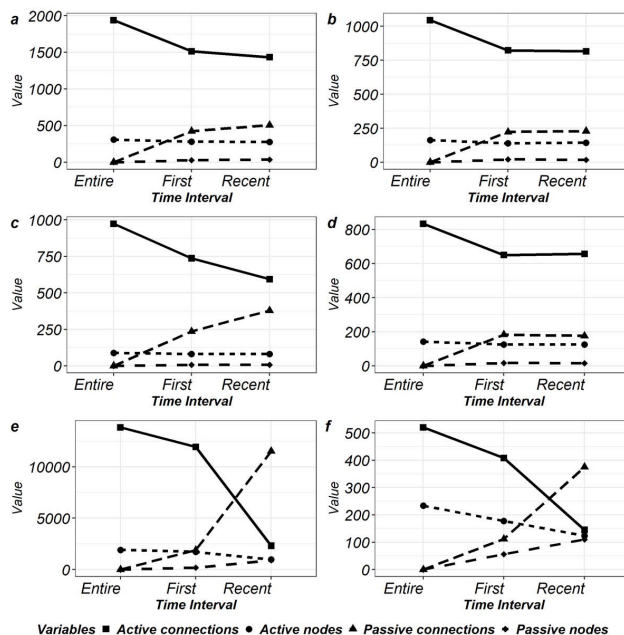 a
2000
1500
1000
500
0
Value
Entire First Recent
Time Interval
b
1000
750
500
250
0
Value
Entire First Recent
Time Interval
c
1000
750
500
250
0
Value
Entire First Recent
Time Interval
d
800
600
400
200
0
Value
Entire First Recent
Time Interval
e
10000
5000
0
Value
Entire First Recent
Time Interval
f
500
400
300
200
100
0
Value
Entire First Recent
Time Interval
Variables Active connections Active nodes Passive connections Passive nodes